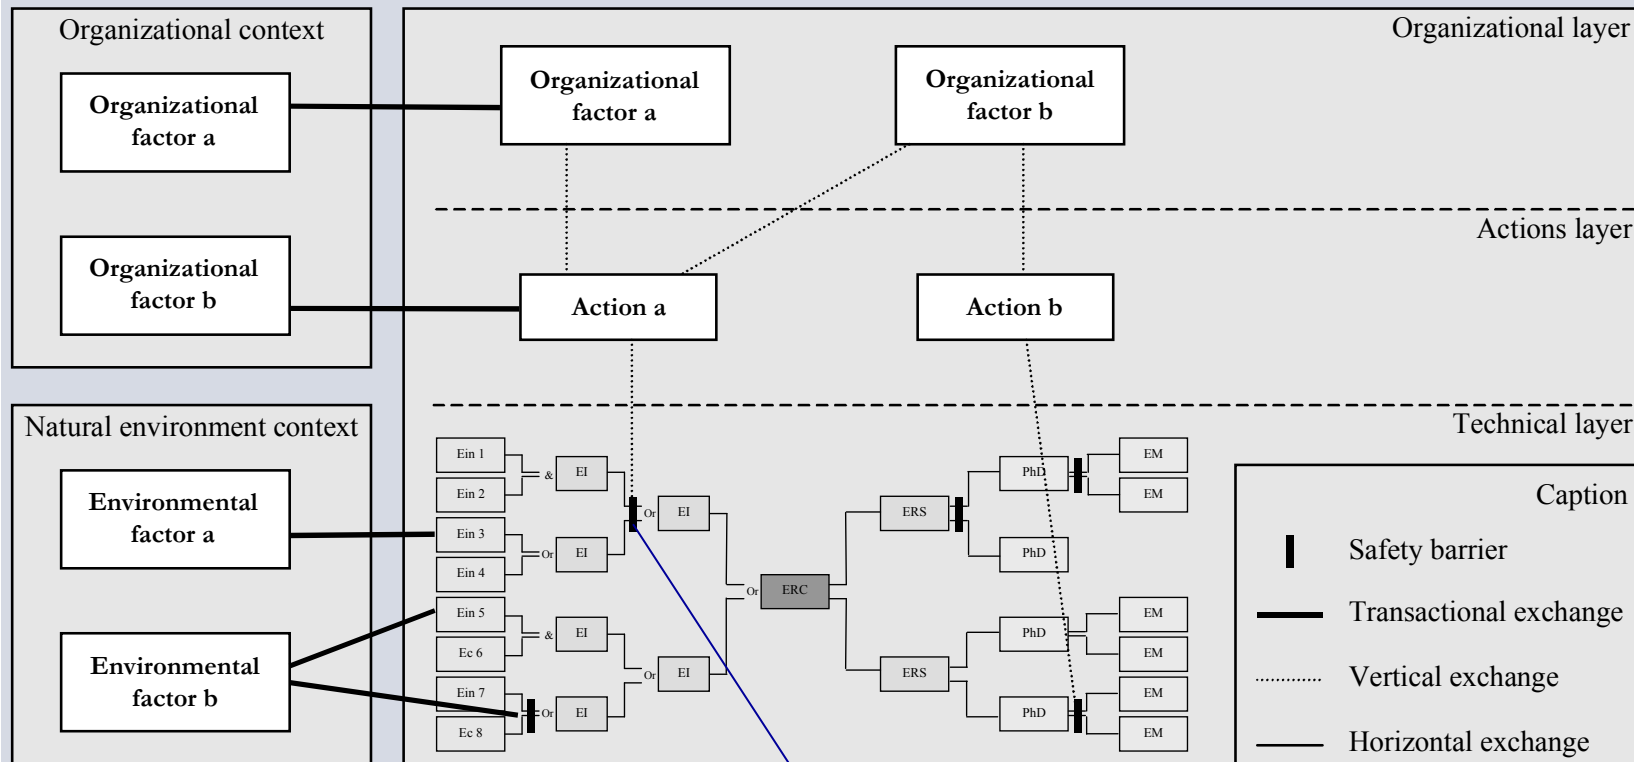 Organizational context
Organizational
factor a
Organizational
factor b
Natural environment context
Environmental
factor a
Environmental
factor b
Organizational layer
Organizational
factor a
Organizational
factor b
Actions layer
Action a
Action b
Technical layer
Ein 1
Ein 2
Ein 3
Ein 4
Ein 5
Ec 6
Ein 7
Ec 8
&
Or
&
Or
EI
EI
EI
EI
Or
Or
EI
EI
Or
ERC
ERS
ERS
PhD
PhD
PhD
PhD
EM
EM
EM
EM
EM
EM
Caption
Safety barrier
Transactional exchange
Vertical exchange
Horizontal exchange